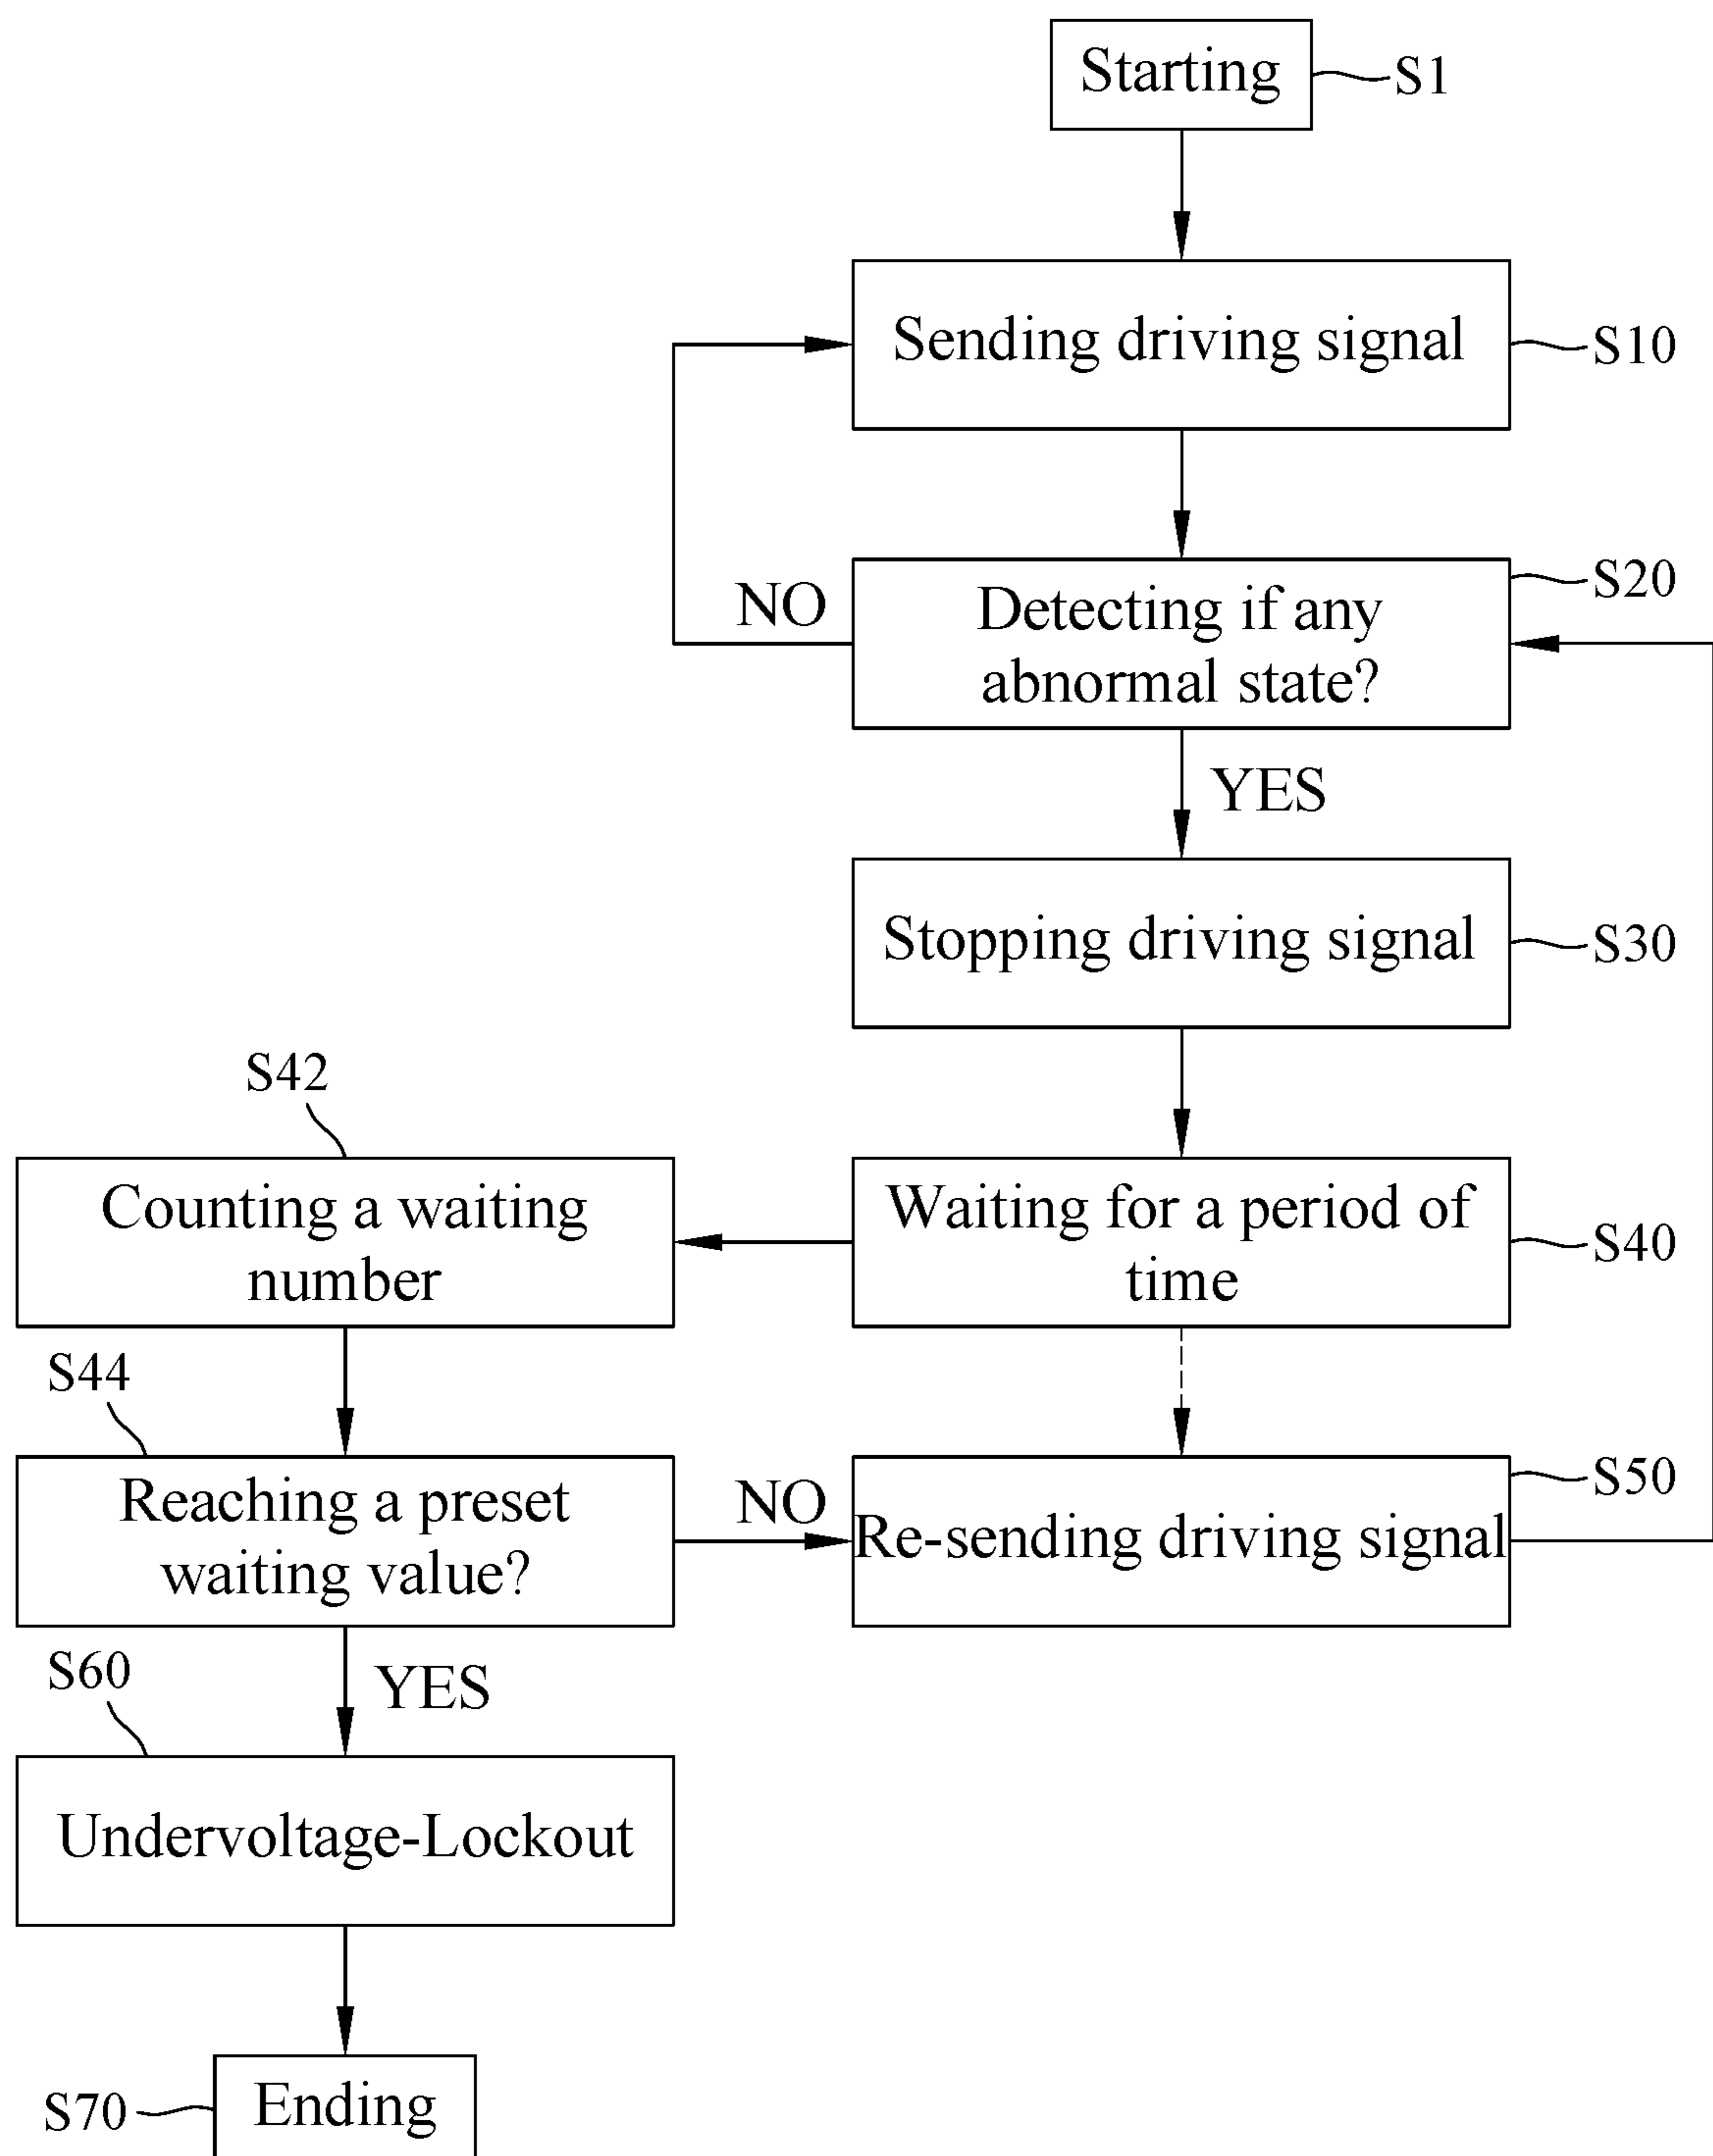 Starting
S1
Sending driving signal
S10
NO
Detecting if any
abnormal state?
S20
YES
Stopping driving signal
S30
S42
Counting a waiting
number
Waiting for a period of
time
S40
S44
Reaching a preset
waiting value?
NO
Re-sending driving signal
S50
S60
YES
Undervoltage-Lockout
S70
Ending